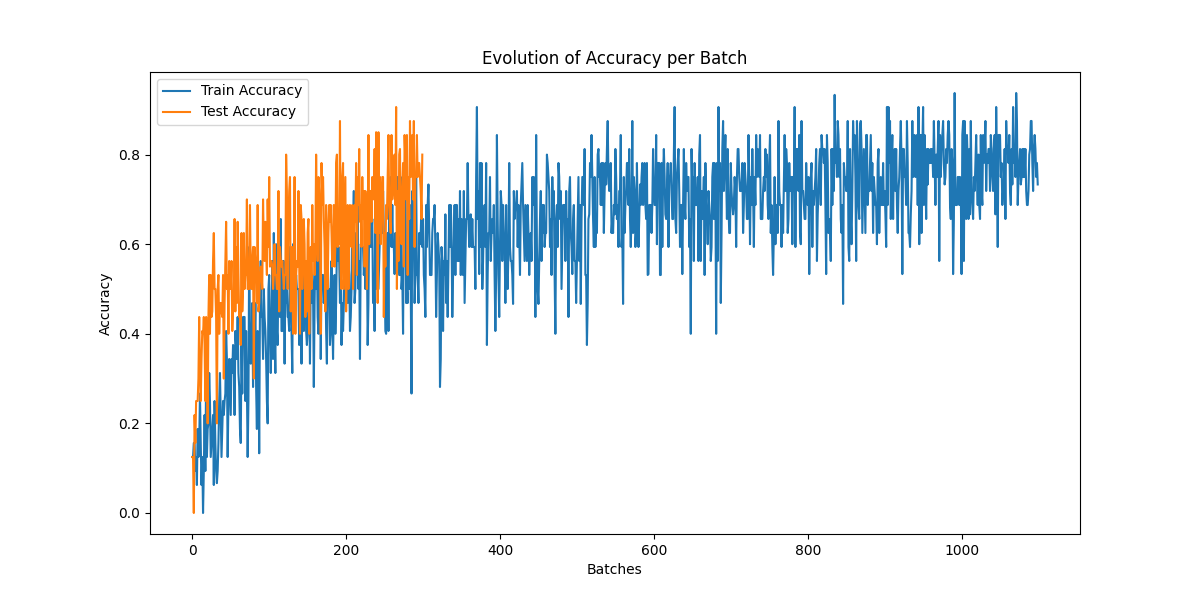 Evolution of Accuracy per Batch
Train Accuracy
Test Accuracy
Accuracy
0.8
0.6
0.4
0.2
0.0
0 200 400 600 800 1000
Batches